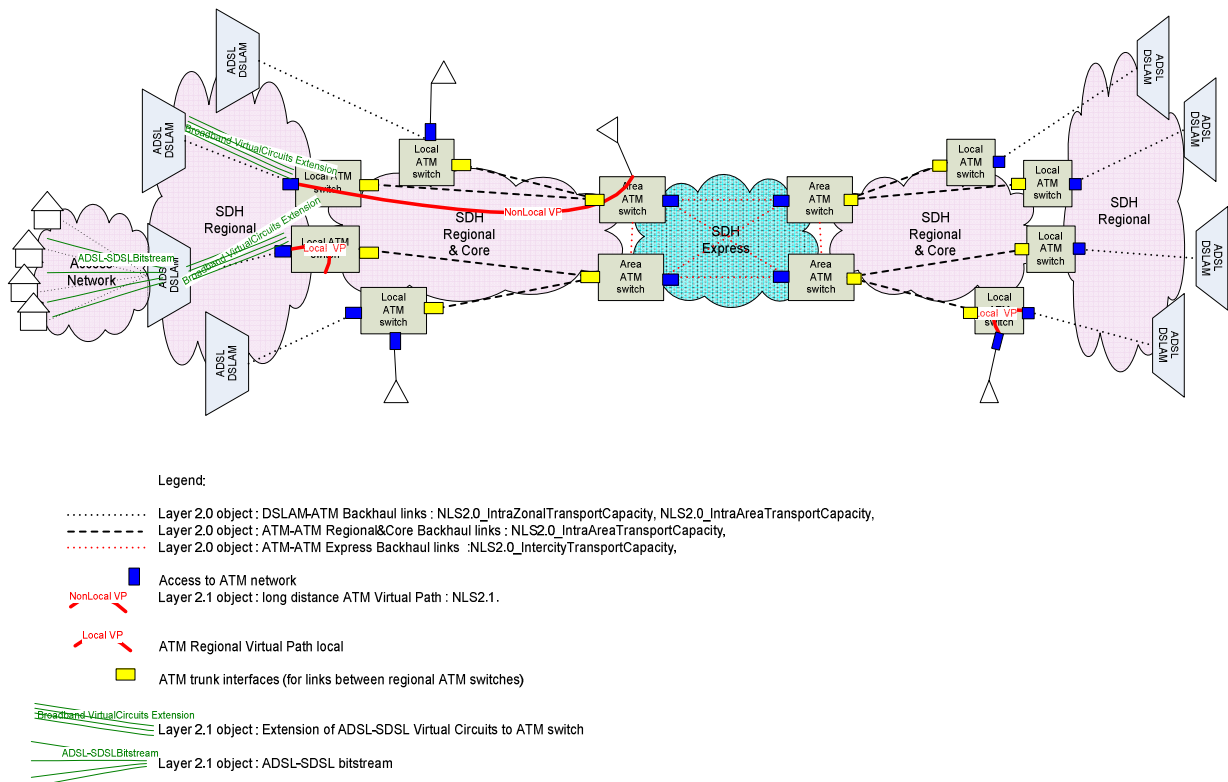 ADSL
DSLAM
ADSL
DSLAM
ADSL
DSLAM
ADSL
DSLAM
Broadband VirtualCircuits Extension
Local
ATM
switch
Local
ATM
switch
Local ATM
switch
Area
ATM
switch
Area
ATM
switch
Local
ATM
switch
NonLocal VP
SDH
Regional
SDH
Regional
& Core
SDH
Express
SDH
Regional
& Core
SDH
Regional
Broadband VirtualCircuits Extension
ADSL-SDSLBitstream
Access
Network
ADSL
DSLAM
Local ATM
Local VP
Area
ATM
switch
Area
ATM
switch
Local
ATM
switch
ADSL
DSLAM
ADSL
DSLAM
Local
ATM
switch
Local
switch
Local VP
ADSL
DSLAM
Legend:
Layer 2.0 object : DSLAM-ATM Backhaul links : NLS2.0_IntraZonalTransportCapacity, NLS2.0_IntraAreaTransportCapacity,
Layer 2.0 object : ATM-ATM Regional&Core Backhaul links : NLS2.0_IntraAreaTransportCapacity,
Layer 2.0 object : ATM-ATM Express Backhaul links :NLS2.0_IntercityTransportCapacity,
Access to ATM network
NonLocal VP
Layer 2.1 object : long distance ATM Virtual Path : NLS2.1.
Local VP
ATM Regional Virtual Path local
ATM trunk interfaces (for links between regional ATM switches)
Broadband VirtualCircuits Extension
Layer 2.1 object : Extension of ADSL-SDSL Virtual Circuits to ATM switch
ADSL-SDSLBitstream
Layer 2.1 object : ADSL-SDSL bitstream